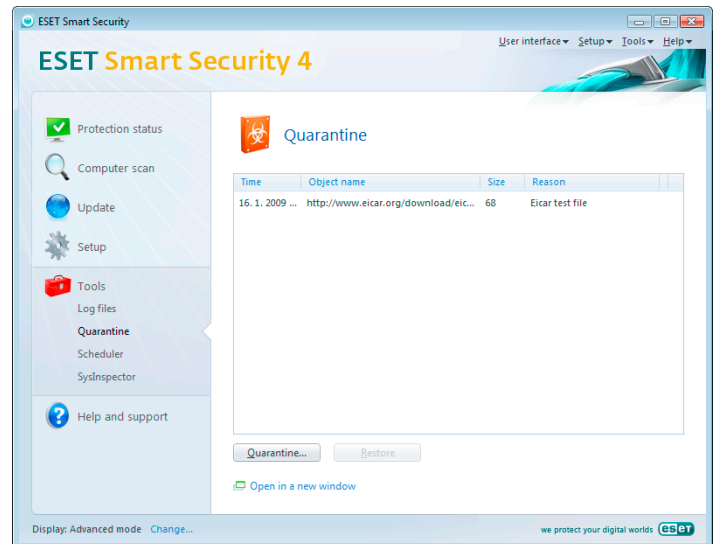 ESET Smart Security
User interface Setup Tools Help
ESET Smart Security 4
Protection status
Computer scan
Update
Setup
Tools
Log files
Quarantine
Scheduler
SysInspector
Help and support
Quarantine
Time Object name Size Reason
16. 1. 2009 ... http://www.eicar.org/download/eic... 68 Eicar test file
Quarantine... Restore
Open in a new window
Display: Advanced mode Change...
we protect your digital worlds eset